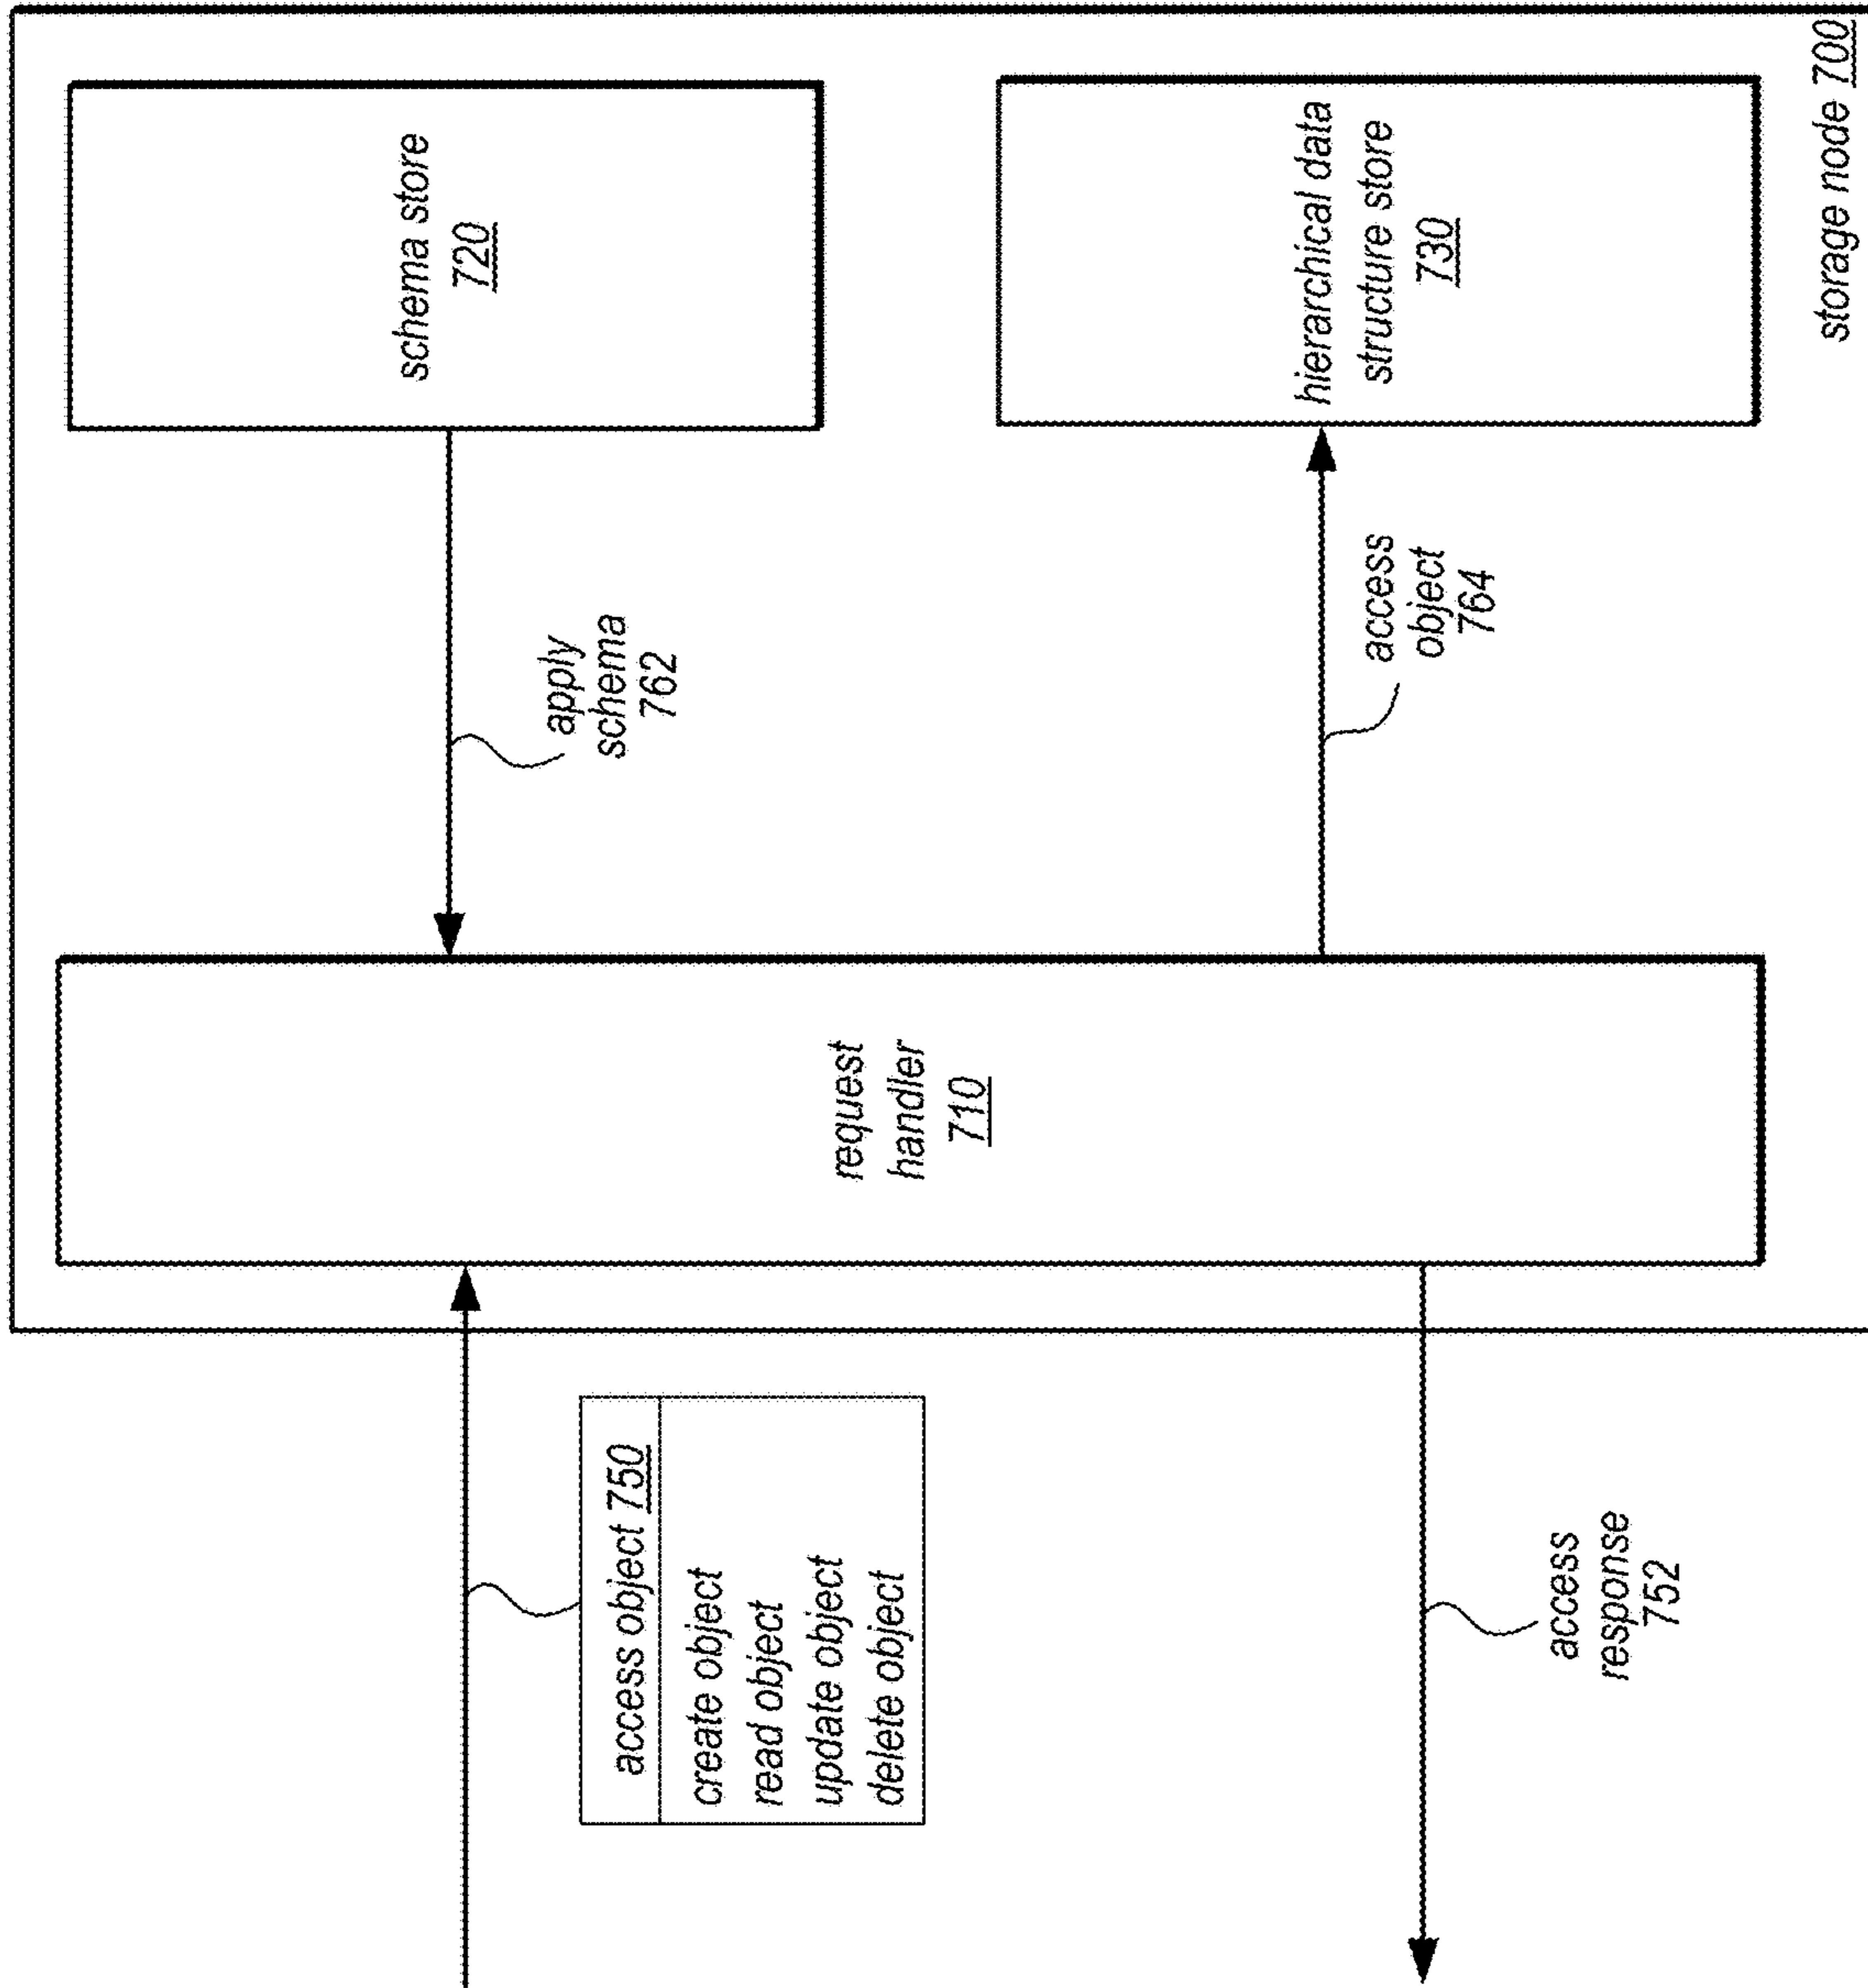 access object 750
create object
read object
update object
delete object
access
response
752
request
handler
710
apply
schema
762
access
object
764
schema store
720
hierarchical data
structure store
730
storage node 700